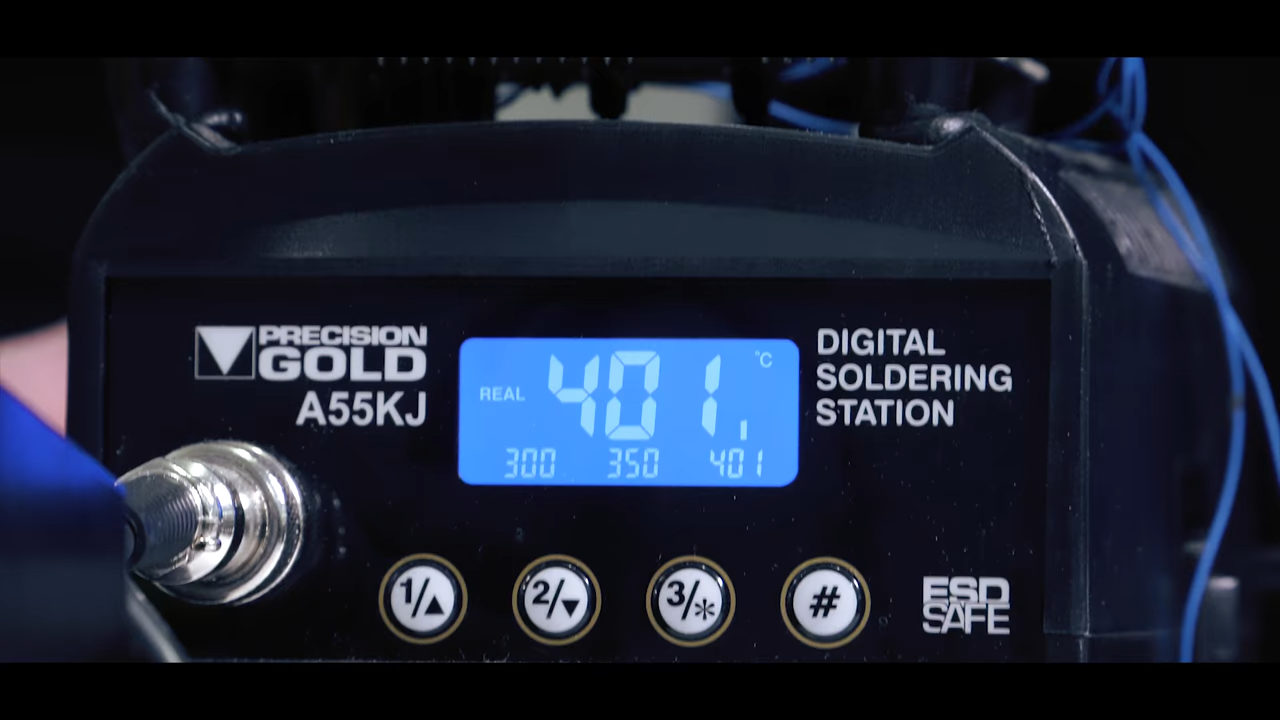 PRECISION
GOLD
A55KJ
REAL 401 °C
300 350 401
DIGITAL
SOLDERING
STATION
1/▲ 2/▼ 3/* #
ESD
SAFE